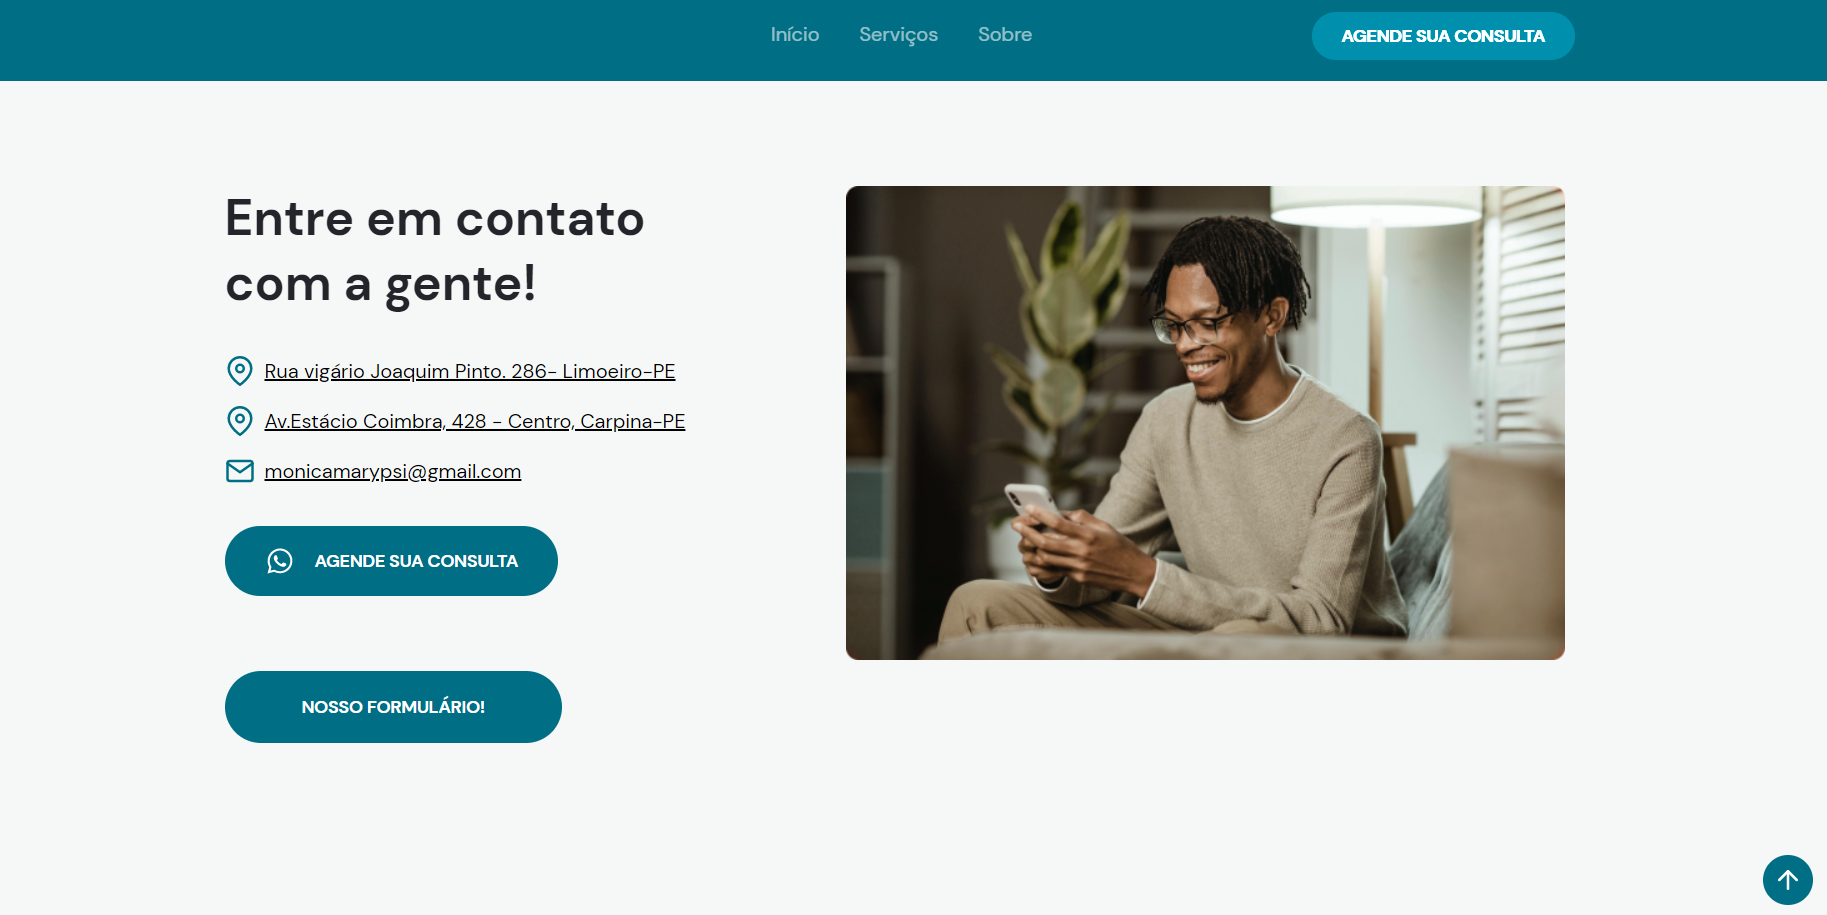 Início Serviços Sobre AGENDE SUA CONSULTA
Entre em contato
com a gente!
Rua vigário Joaquim Pinto. 286- Limoeiro-PE
Av.Estácio Coimbra, 428 - Centro, Carpina-PE
monicamarypsi@gmail.com
AGENDE SUA CONSULTA
NOSSO FORMULÁRIO!